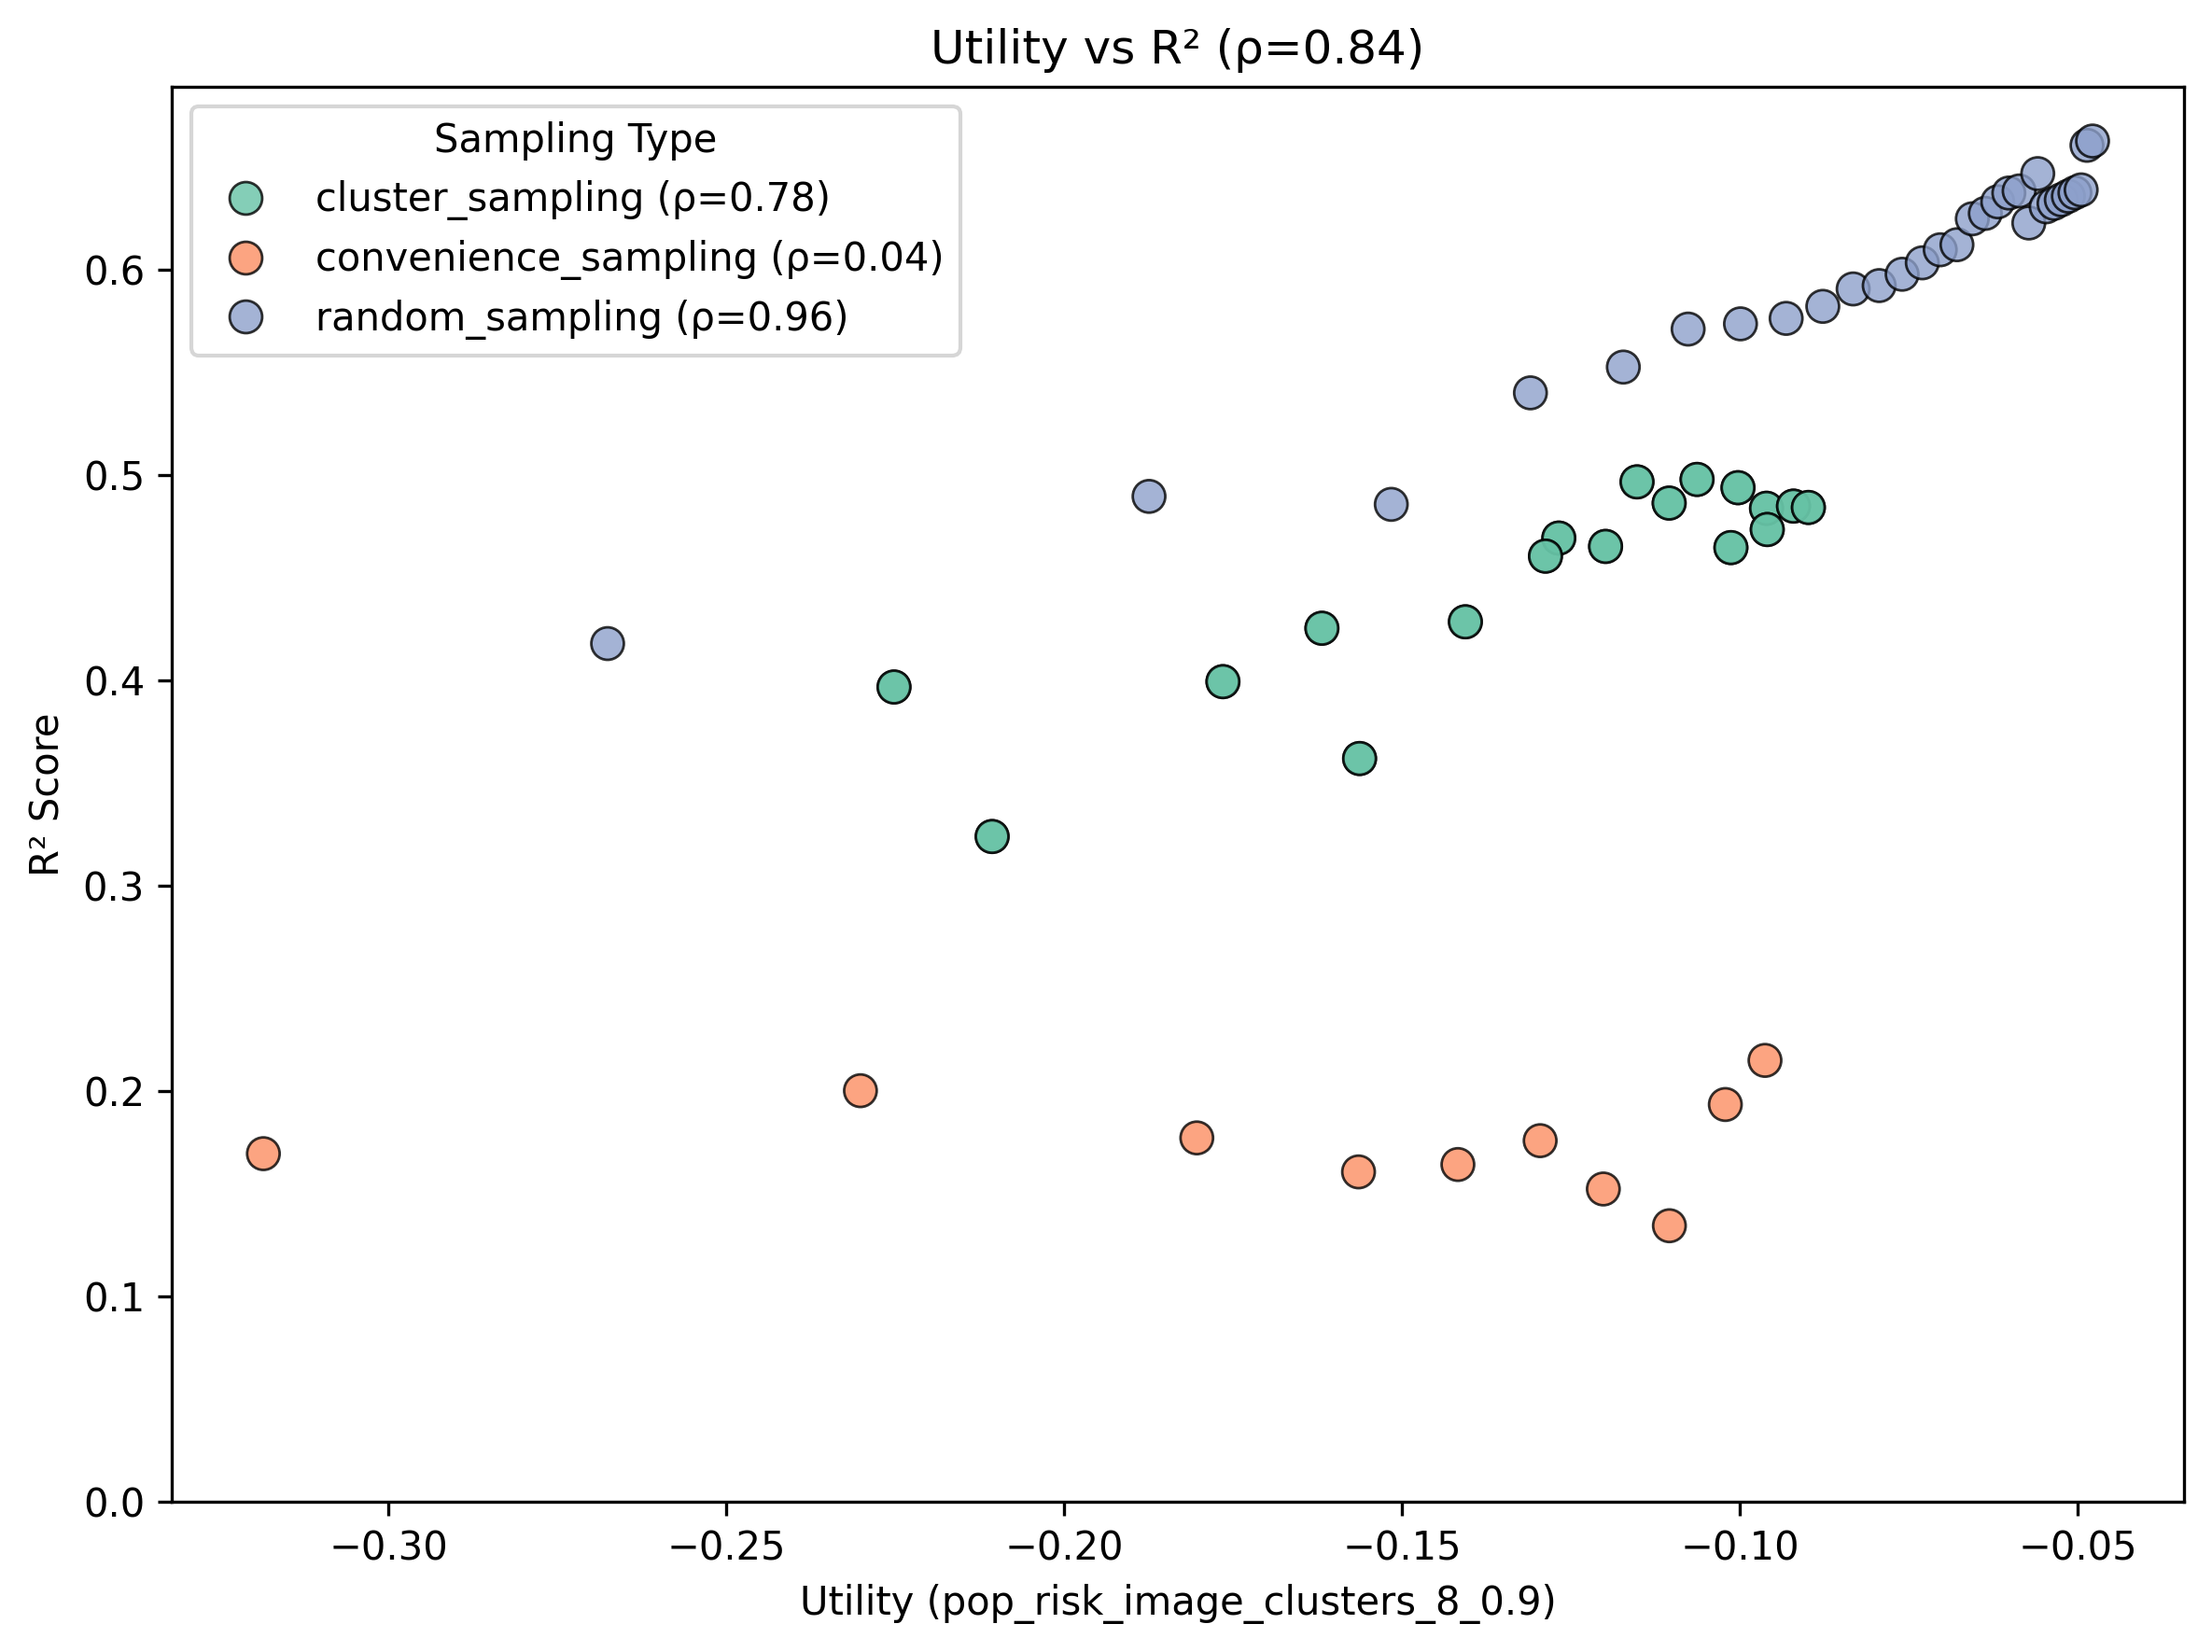 Utility vs R² (ρ=0.84)
Sampling Type
cluster_sampling (ρ=0.78)
convenience_sampling (ρ=0.04)
random_sampling (ρ=0.96)
R² Score
0.6
0.5
0.4
0.3
0.2
0.1
0.0
−0.30 −0.25 −0.20 −0.15 −0.10 −0.05
Utility (pop_risk_image_clusters_8_0.9)